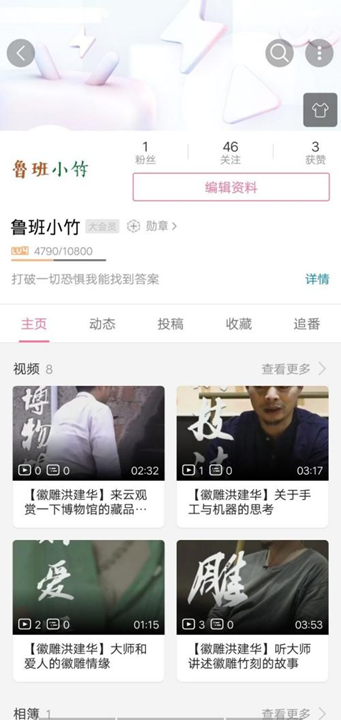 1
46
3
粉丝
关注
获赞
编辑资料
鲁班小竹
鲁班小竹
大会员
勋章
LV4
4790/10800
打破一切恐惧我能找到答案
详情
主页
动态
投稿
收藏
追番
视频 8
查看更多
博物
0
0
02:32
技法
1
0
03:17
【徽雕洪建华】来云观
赏一下博物馆的藏品…
【徽雕洪建华】关于手
工与机器的思考
爱
2
0
01:15
雕
3
0
03:53
【徽雕洪建华】大师和
爱人的徽雕情缘
【徽雕洪建华】听大师
讲述徽雕竹刻的故事
相簿 1
查看更多